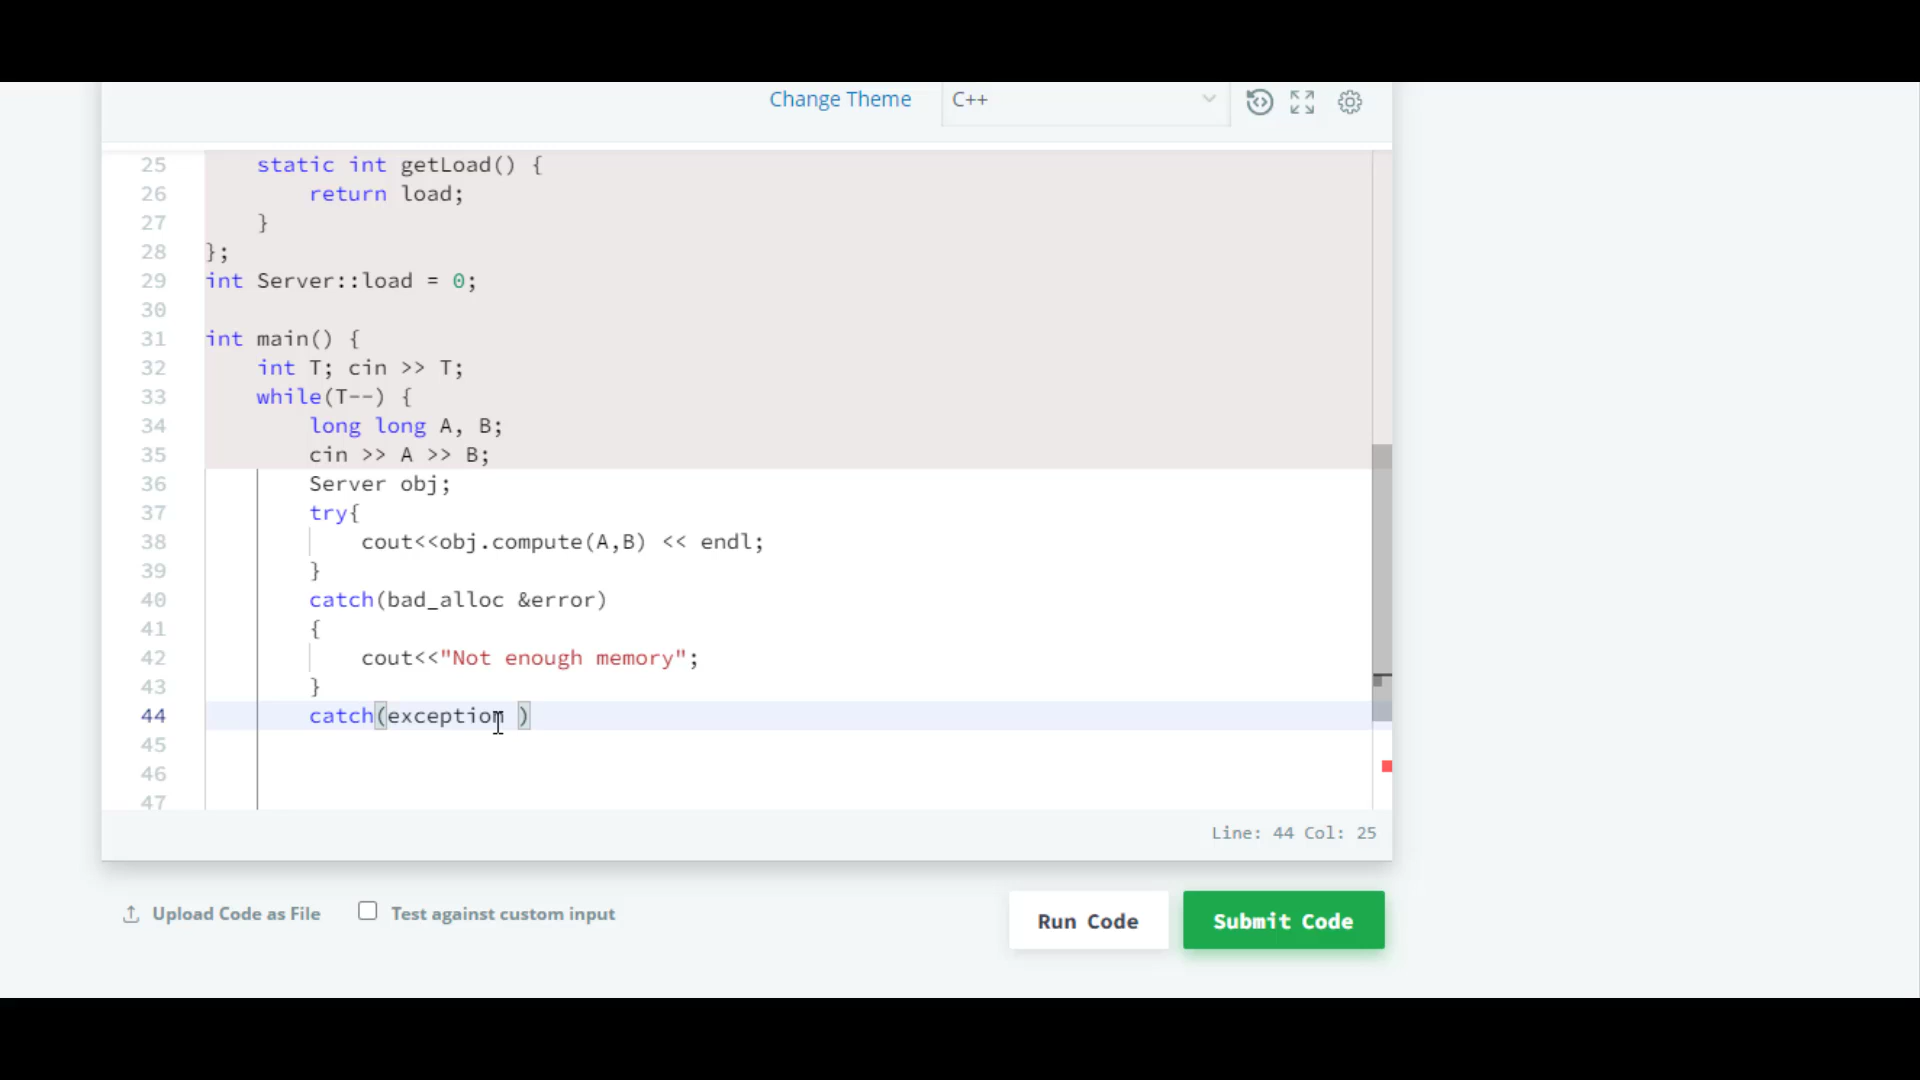 Change Theme C++
25 static int getLoad() {
26 return load;
27 }
28 };
29 int Server::load = 0;
30
31 int main() {
32 int T; cin >> T;
33 while(T--) {
34 long long A, B;
35 cin >> A >> B;
36 Server obj;
37 try{
38 cout<<obj.compute(A,B) << endl;
39 }
40 catch(bad_alloc &error)
41 {
42 cout<<"Not enough memory";
43 }
44 catch(exception )
45
46
47
Line: 44 Col: 25
Upload Code as File Test against custom input Run Code Submit Code